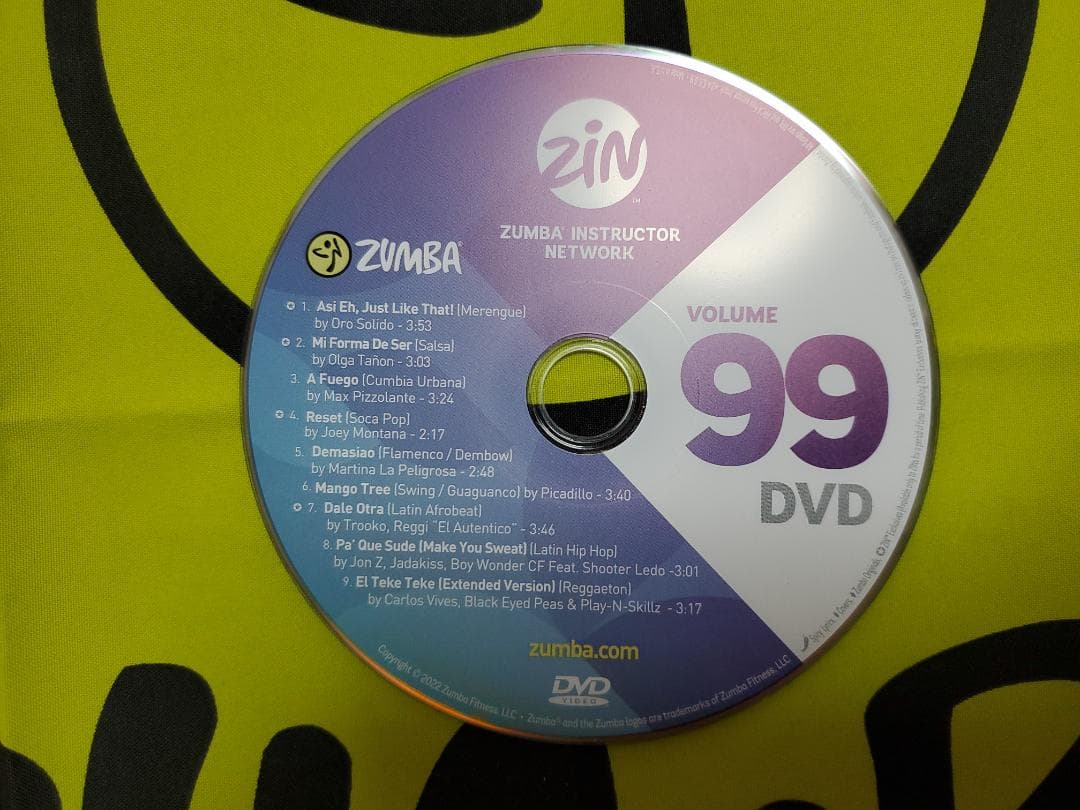 ZiN
TM
ZUMBA® INSTRUCTOR
NETWORK
ZUMBA®
VOLUME
99
DVD
✪ 1. Asi Eh, Just Like That! (Merengue)
by Oro Solido - 3:53
✪ 2. Mi Forma De Ser (Salsa)
by Olga Tañon - 3:03
3. A Fuego (Cumbia Urbana)
by Max Pizzolante - 3:24
✪ 4. Reset (Soca Pop)
by Joey Montana - 2:17
5. Demasiao (Flamenco / Dembow)
by Martina La Peligrosa - 2:48
6. Mango Tree (Swing / Guaguanco) by Picadillo - 3:40
✪ 7. Dale Otra (Latin Afrobeat)
by Trooko, Reggi "El Autentico" - 3:46
8. Pa' Que Sude (Make You Sweat) (Latin Hip Hop)
by Jon Z, Jadakiss, Boy Wonder CF Feat. Shooter Ledo -3:01
9. El Teke Teke (Extended Version) (Reggaeton)
by Carlos Vives, Black Eyed Peas & Play-N-Skillz - 3:17
zumba.com
DVD
VIDEO
Copyright © 2022 Zumba Fitness, LLC • Zumba® and the Zumba logos are trademarks of Zumba Fitness, LLC
Spicy Lyrics. Covers. Zumba Originals.